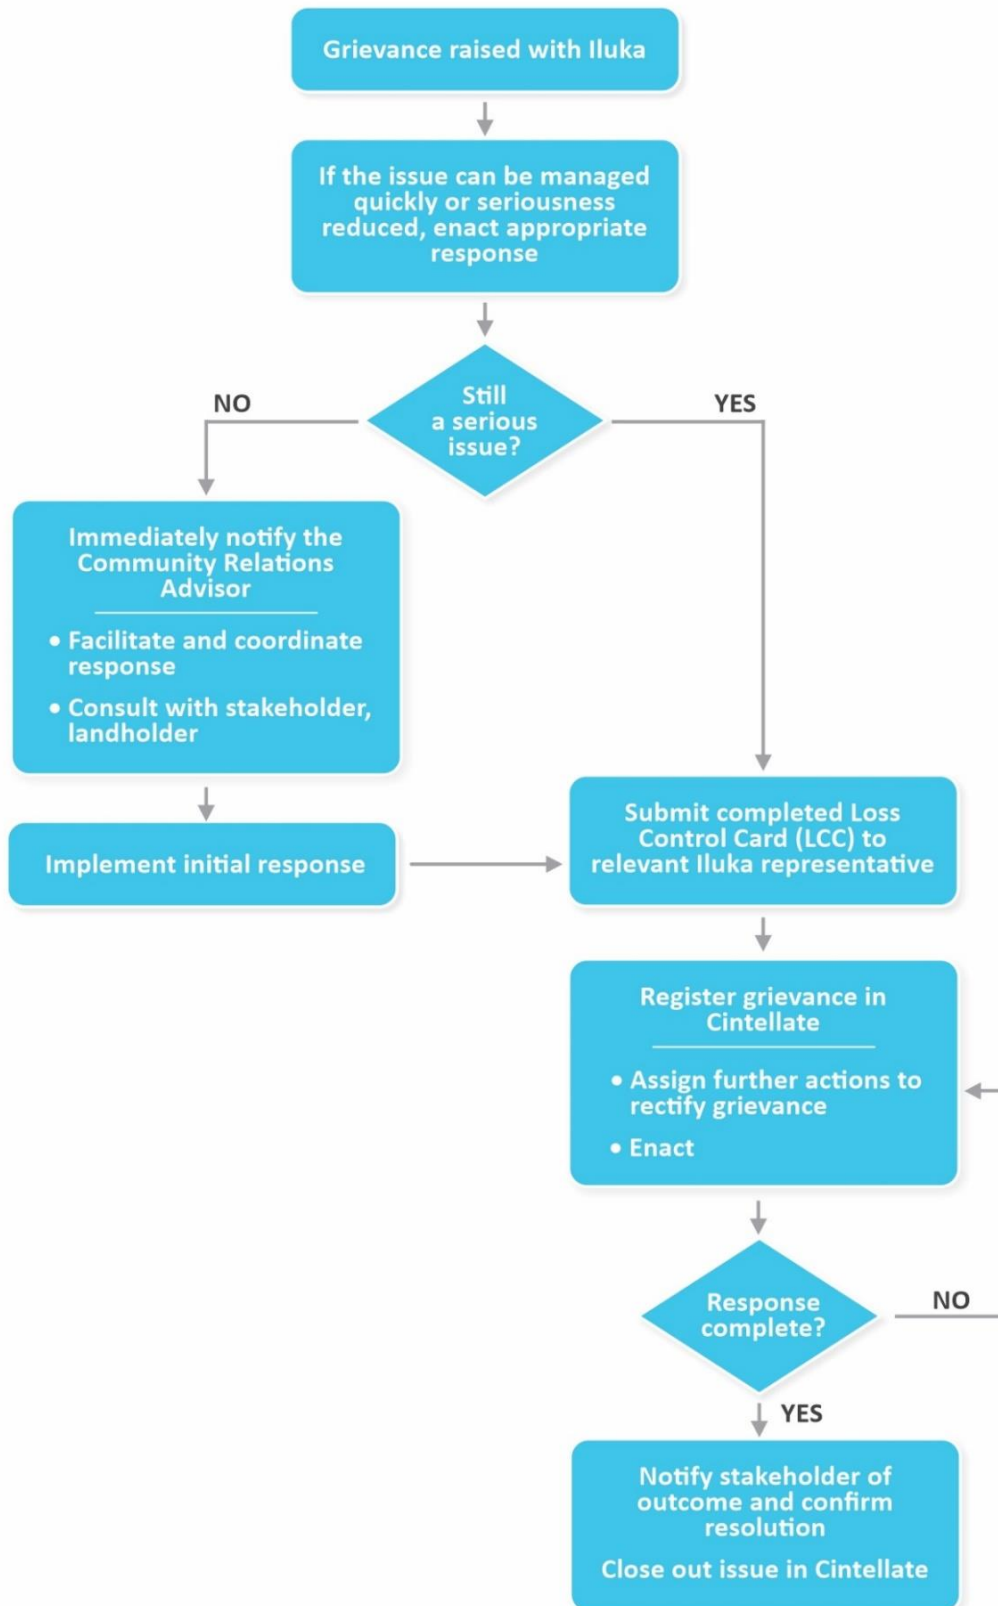 Grievance raised with Iluka
If the issue can be managed
quickly or seriousness
reduced, enact appropriate
response
Still
a serious
issue?
NO
YES
Immediately notify the
Community Relations
Advisor
• Facilitate and coordinate
response
• Consult with stakeholder,
landholder
Implement initial response
Submit completed Loss
Control Card (LCC) to
relevant Iluka representative
Register grievance in
Cintellate
• Assign further actions to
rectify grievance
• Enact
Response
complete?
NO
YES
Notify stakeholder of
outcome and confirm
resolution
Close out issue in Cintellate